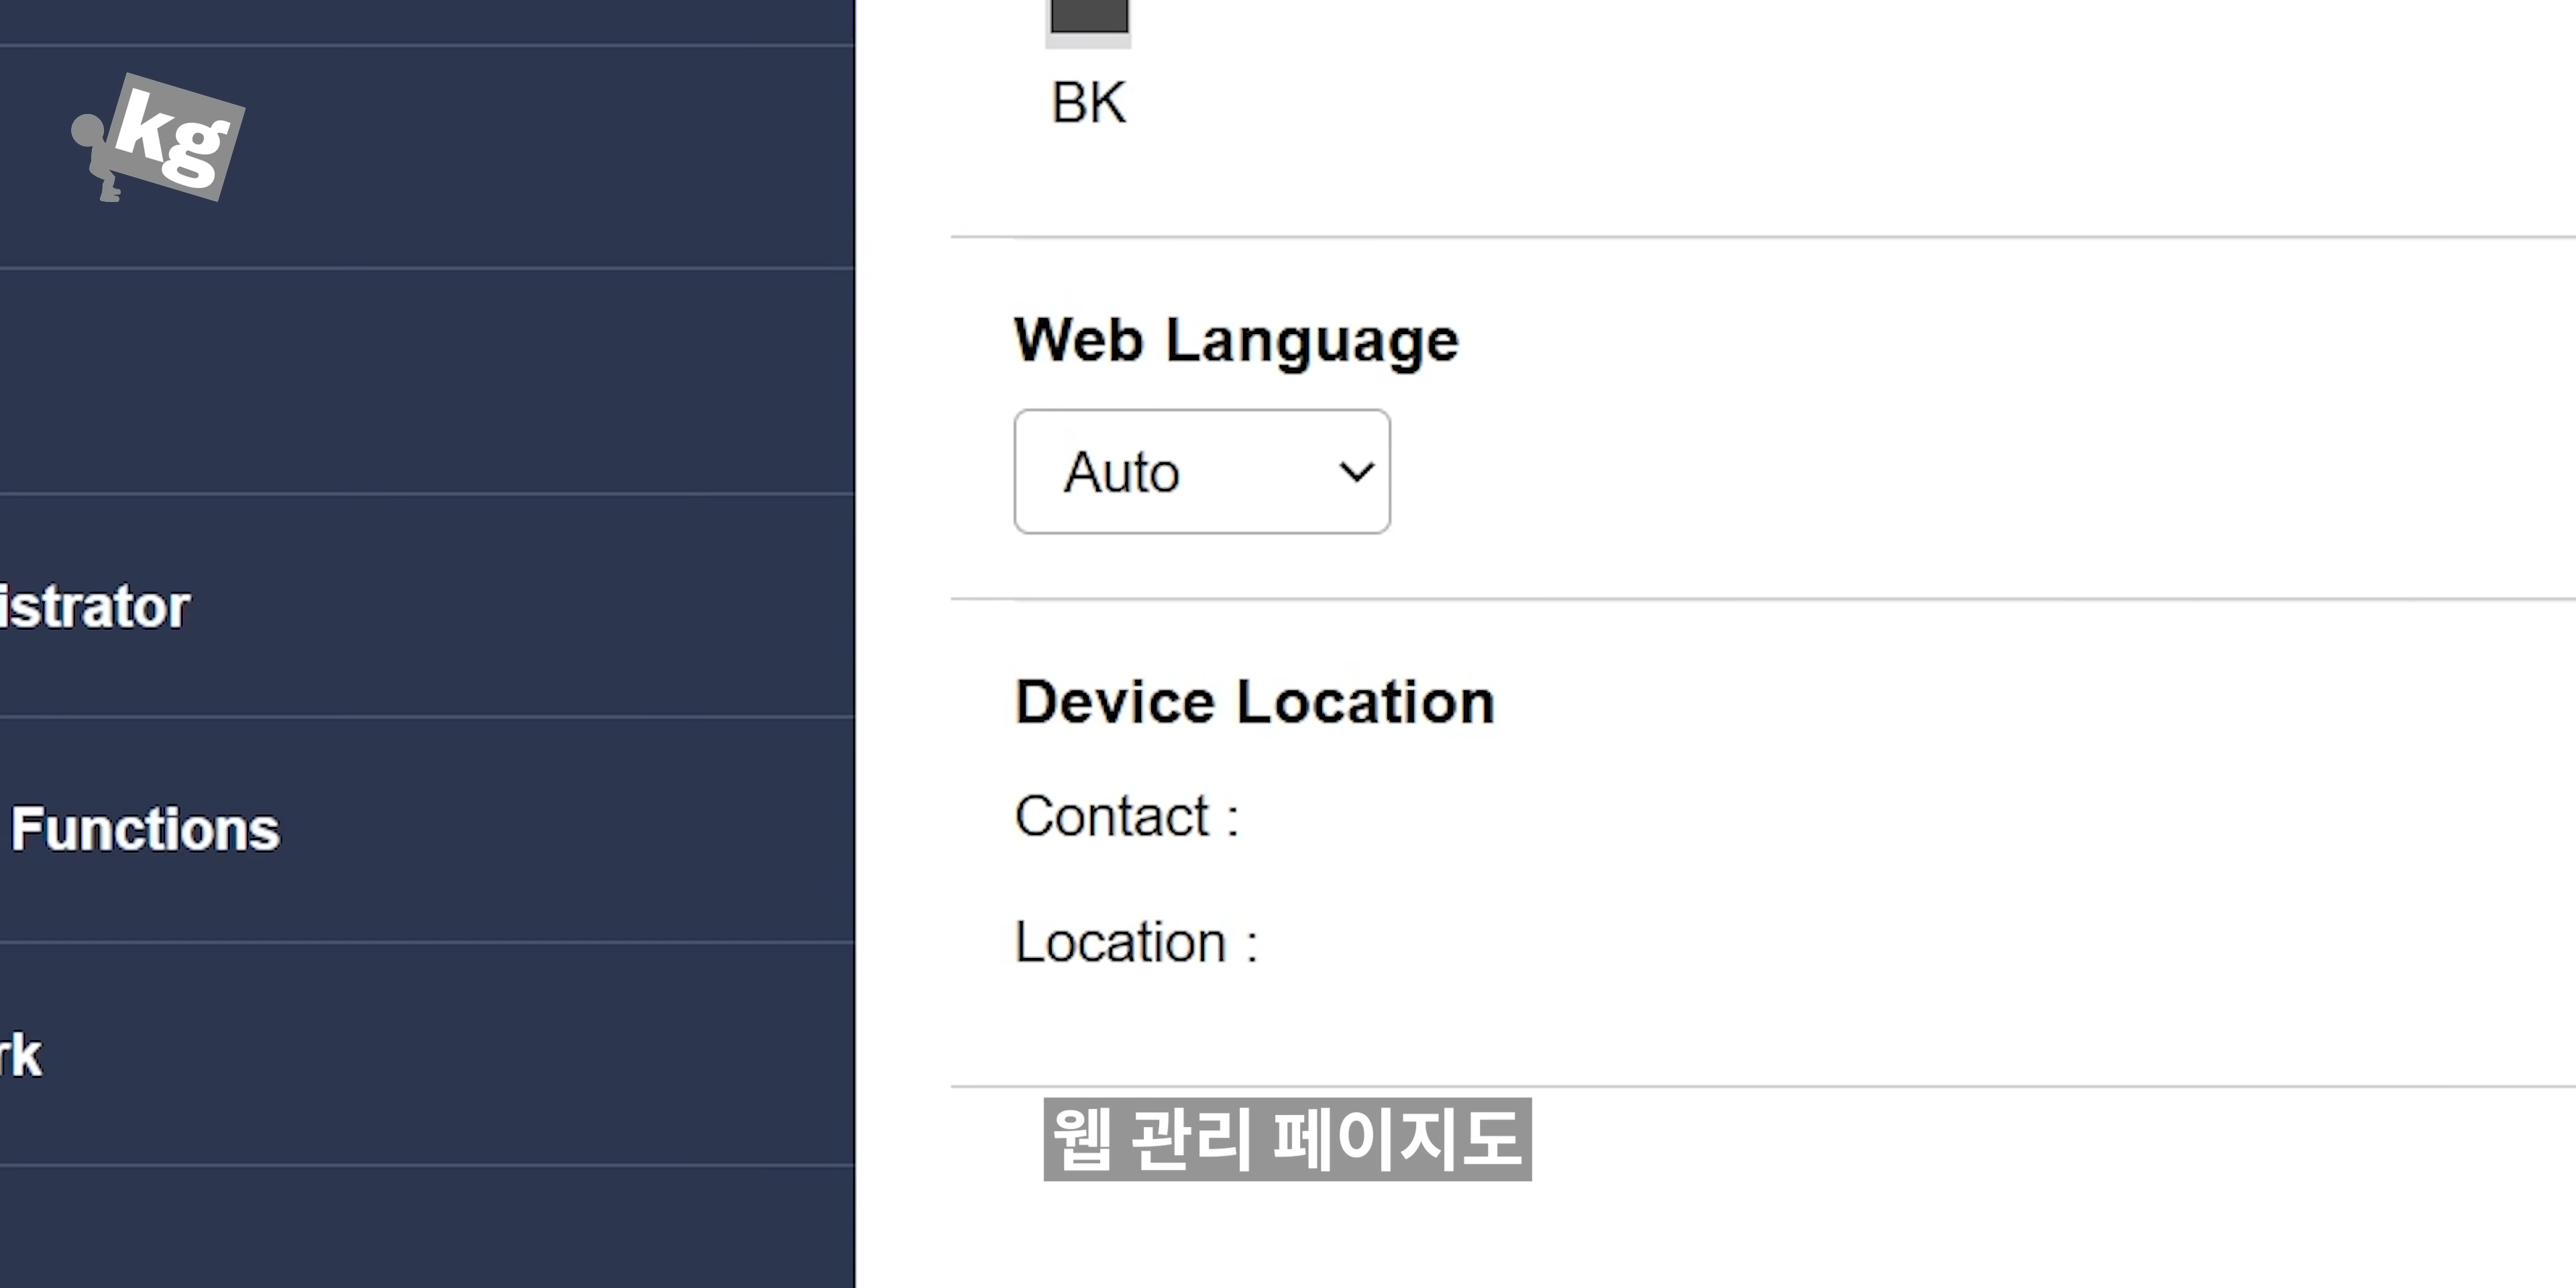 kg
BK
Web Language
Auto
istrator
Device Location
Functions
Contact :
Location :
rk
웹 관리 페이지도